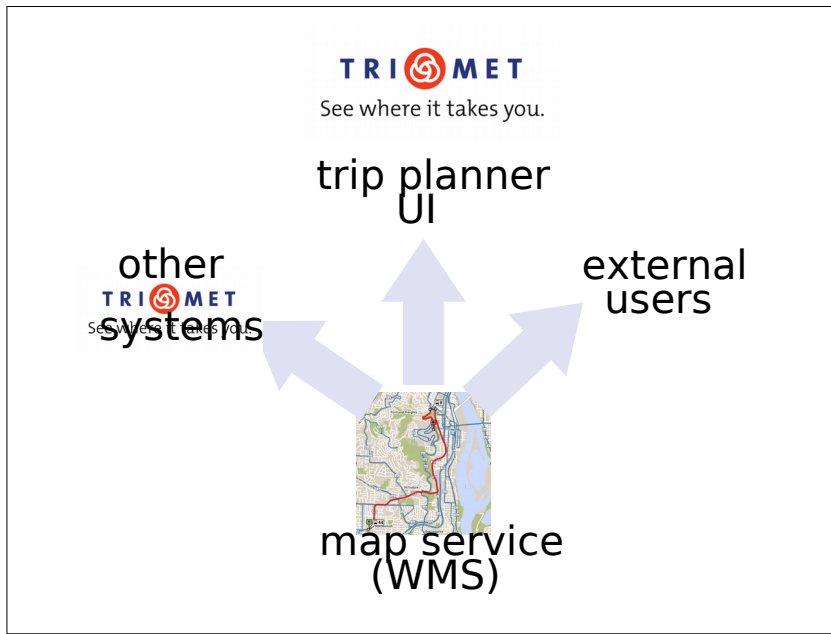 TRI MET
See where it takes you.
trip planner
UI
other
TRI MET
See where it takes you.
systems
external
users
map service
(WMS)